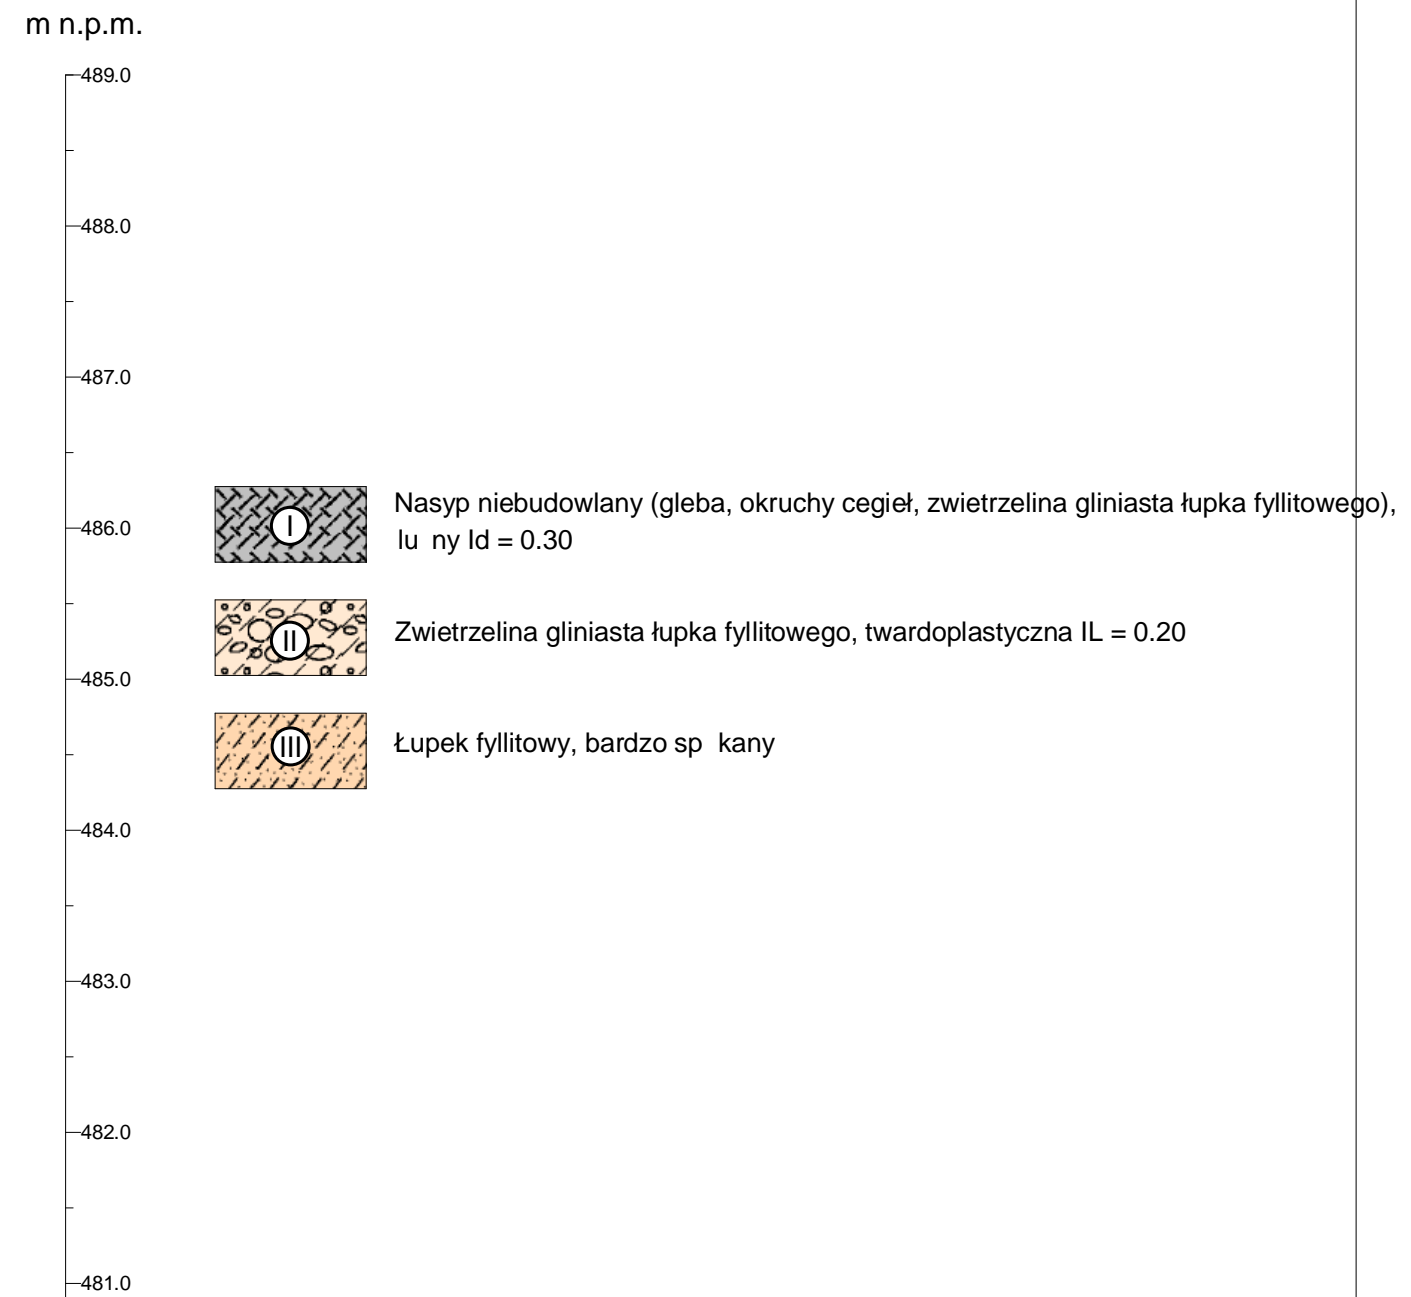 m n.p.m.
489.0
488.0
487.0
486.0
485.0
484.0
483.0
482.0
481.0
I
Nasyp niebudowlany (gleba, okruchy cegieł, zwietrzelina gliniasta łupka fyllitowego),
lu ny Id = 0.30
II
Zwietrzelina gliniasta łupka fyllitowego, twardoplastyczna IL = 0.20
III
Łupek fyllitowy, bardzo sp kany